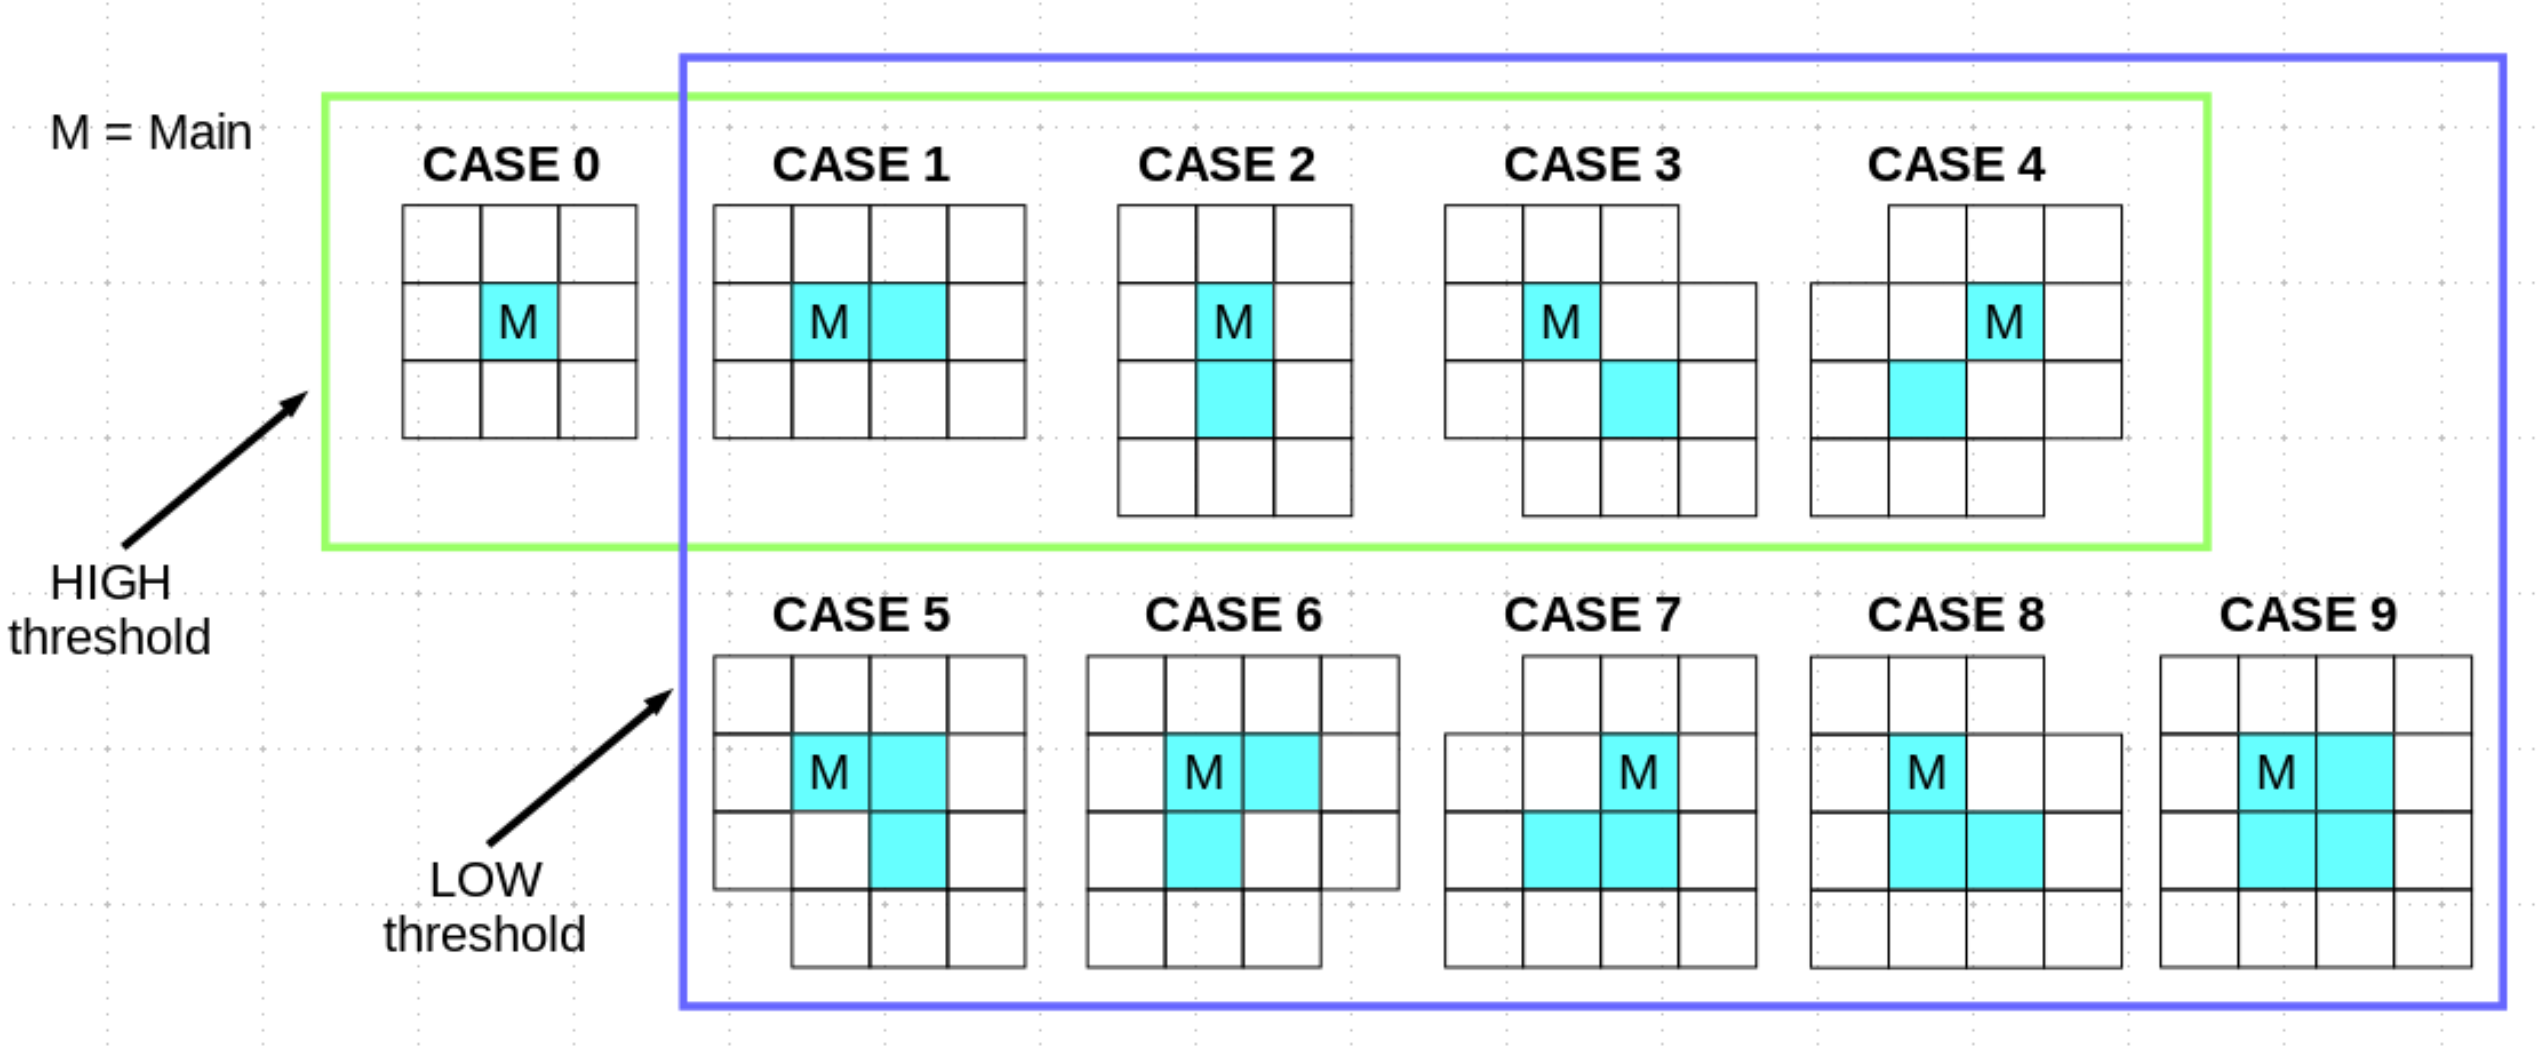 M = Main
CASE 0
CASE 1
CASE 2
CASE 3
CASE 4
M
M
M
M
M
HIGH
threshold
CASE 5
CASE 6
CASE 7
CASE 8
CASE 9
M
M
M
M
M
LOW
threshold